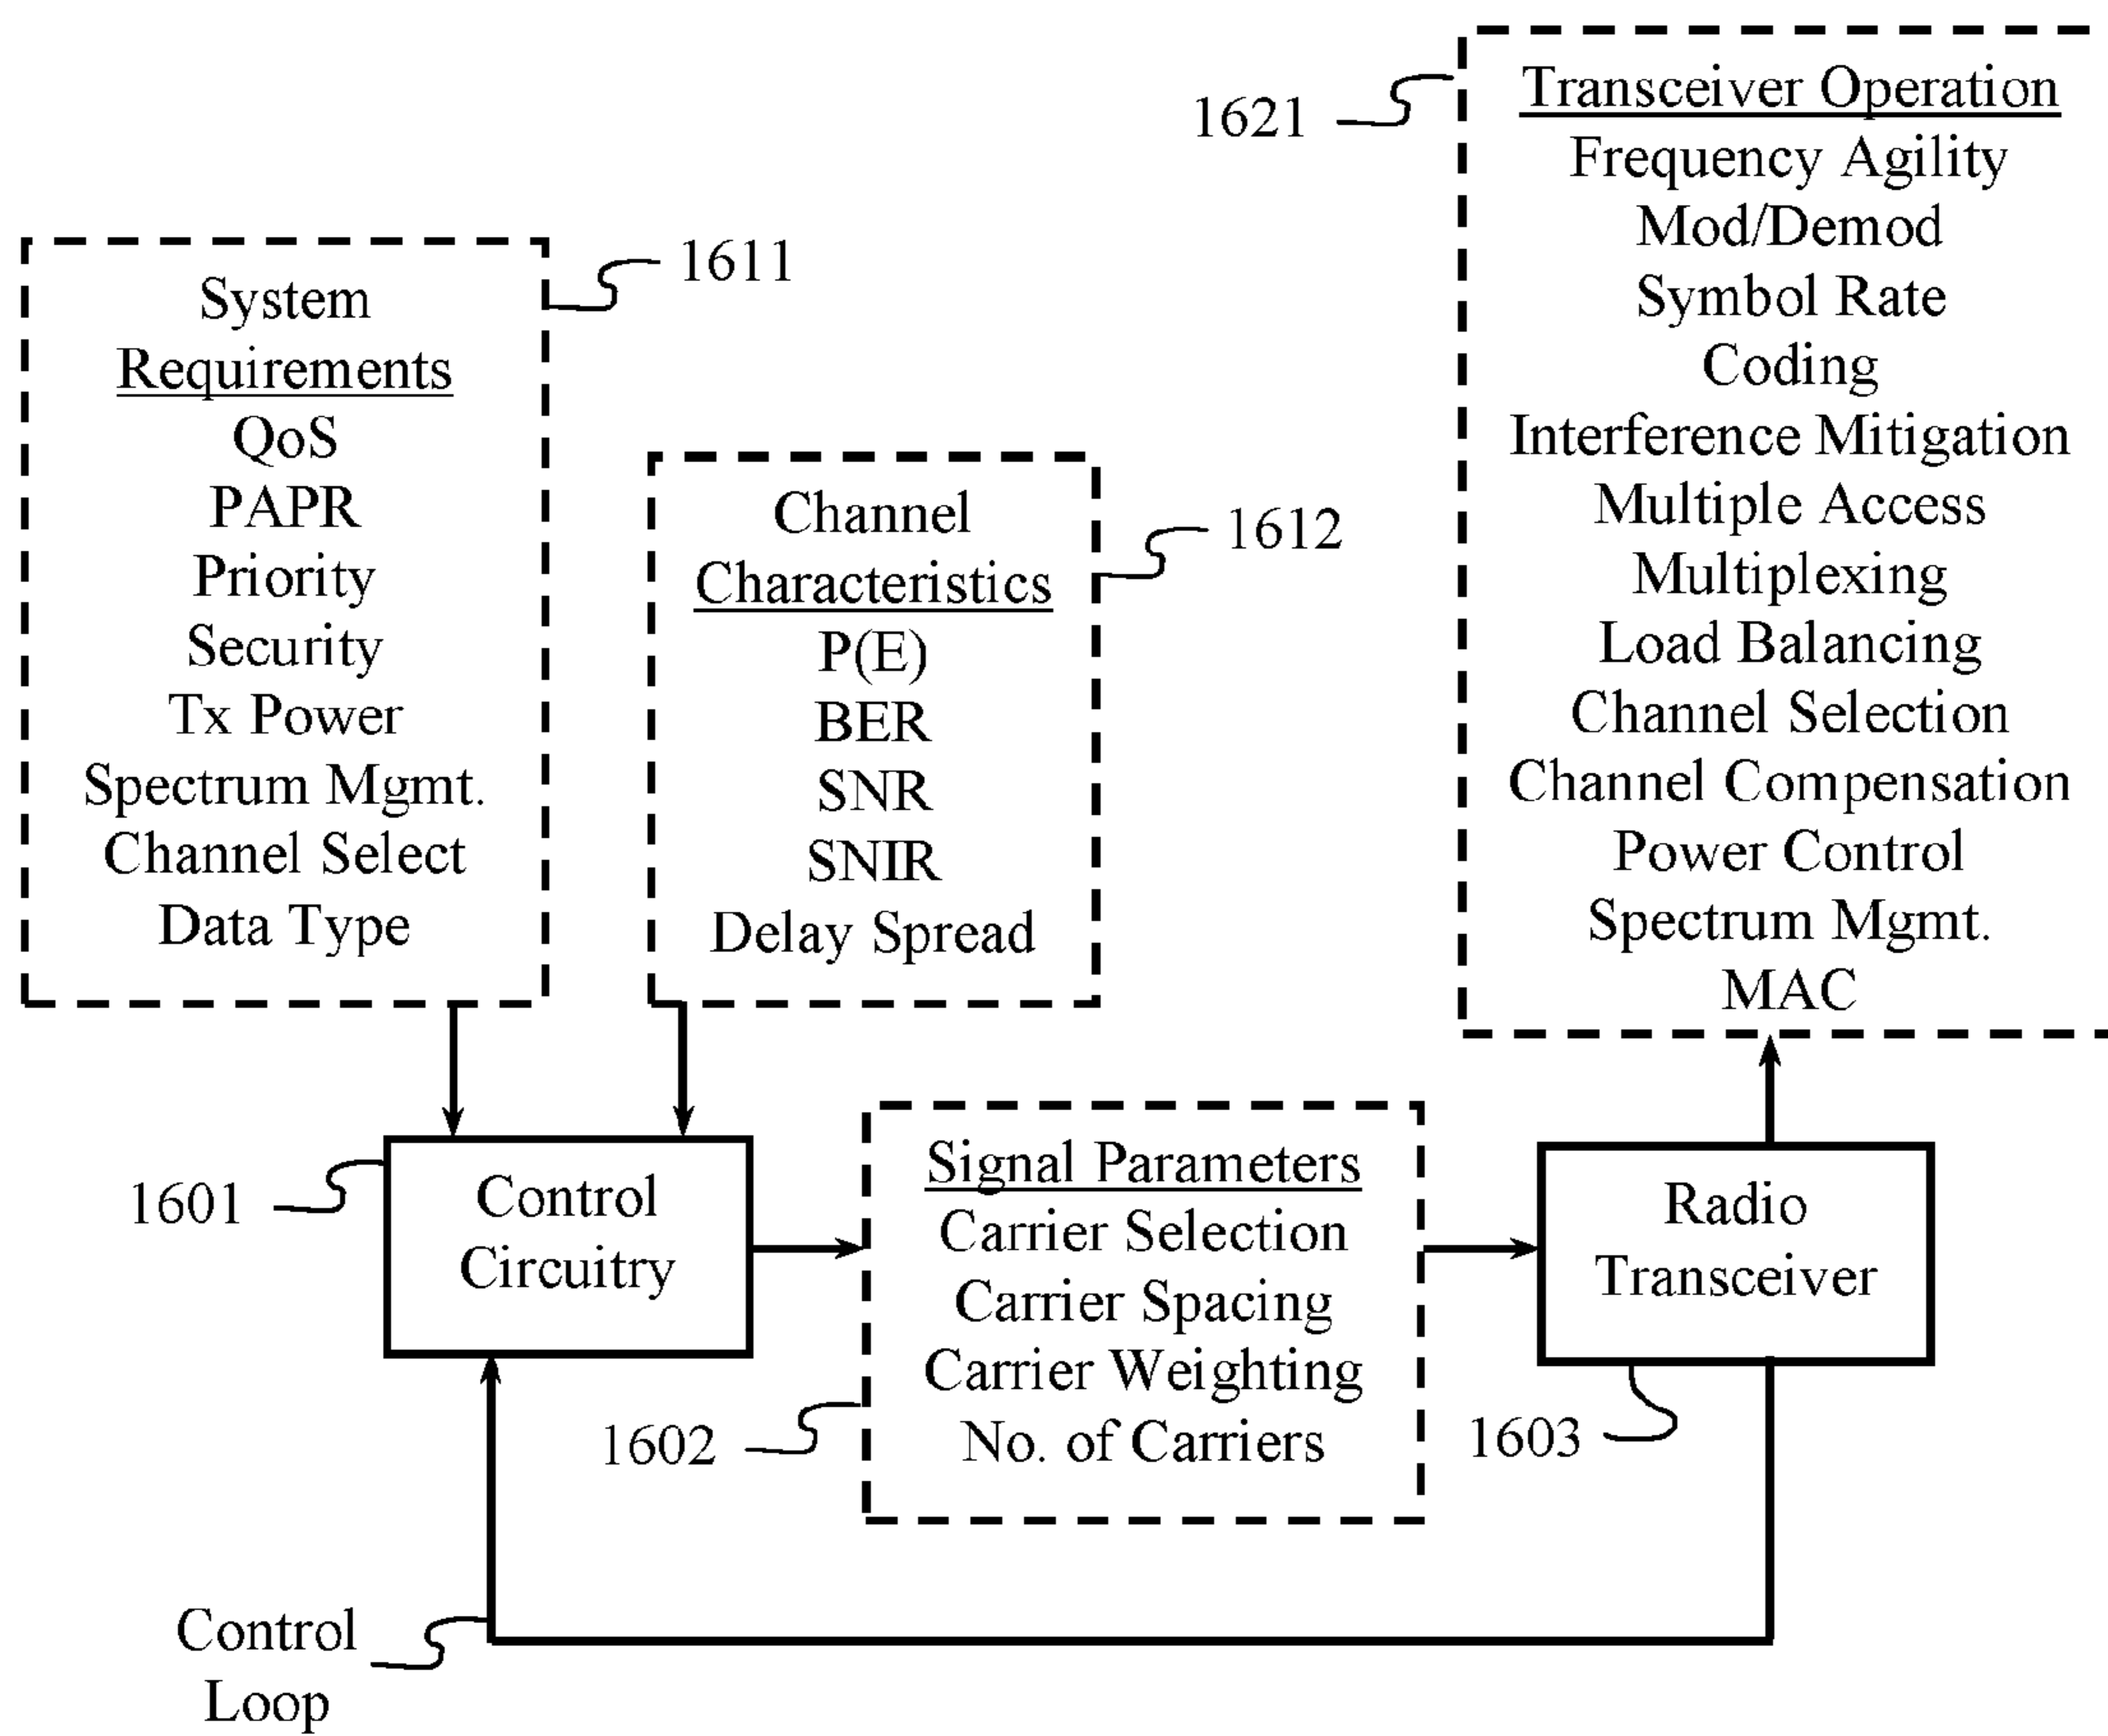 1621
Transceiver Operation
Frequency Agility
Mod/Demod
Symbol Rate
Coding
Interference Mitigation
Multiple Access
Multiplexing
Load Balancing
Channel Selection
Channel Compensation
Power Control
Spectrum Mgmt.
MAC
1611
System
Requirements
QoS
PAPR
Priority
Security
Tx Power
Spectrum Mgmt.
Channel Select
Data Type
1612
Channel
Characteristics
P(E)
BER
SNR
SNIR
Delay Spread
1601
Control
Circuitry
Signal Parameters
Carrier Selection
Carrier Spacing
Carrier Weighting
No. of Carriers
1602
Radio
Transceiver
1603
Control
Loop